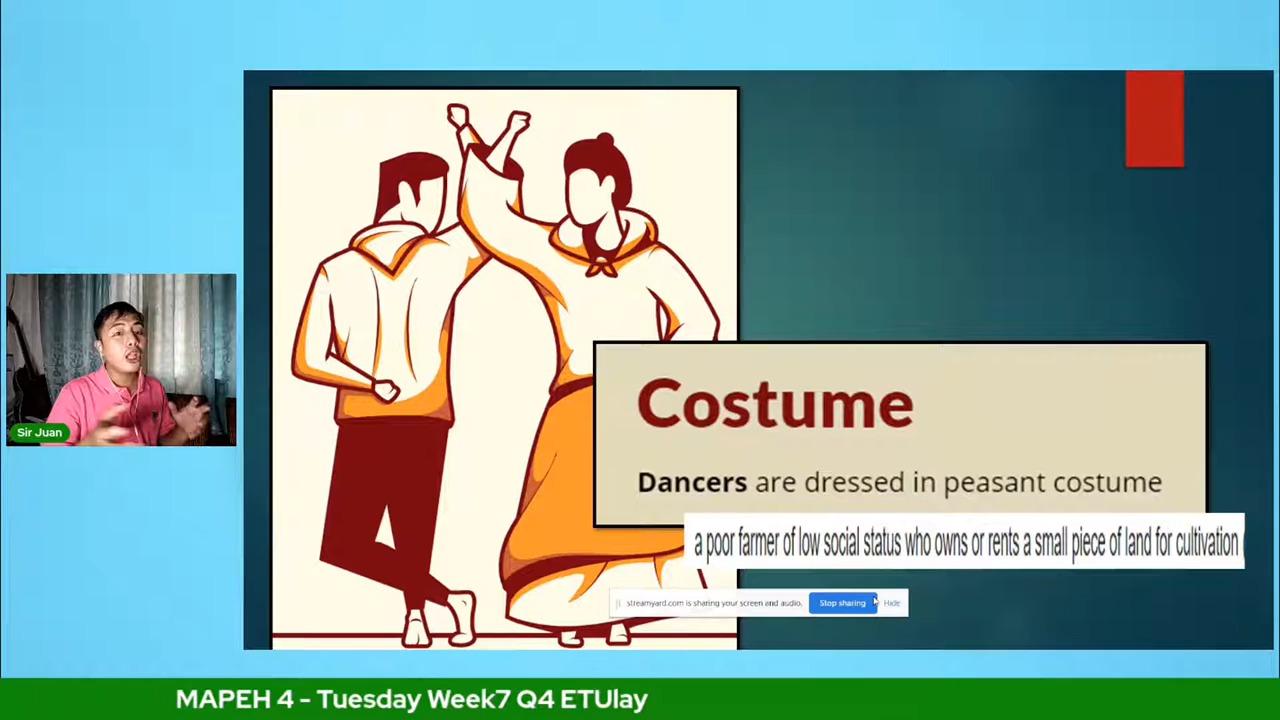 Costume
Dancers are dressed in peasant costume
a poor farmer of low social status who owns or rents a small piece of land for cultivation
streamyard.com is sharing your screen and audio.
Stop sharing
Hide
Sir Juan
MAPEH 4 - Tuesday Week7 Q4 ETUlay